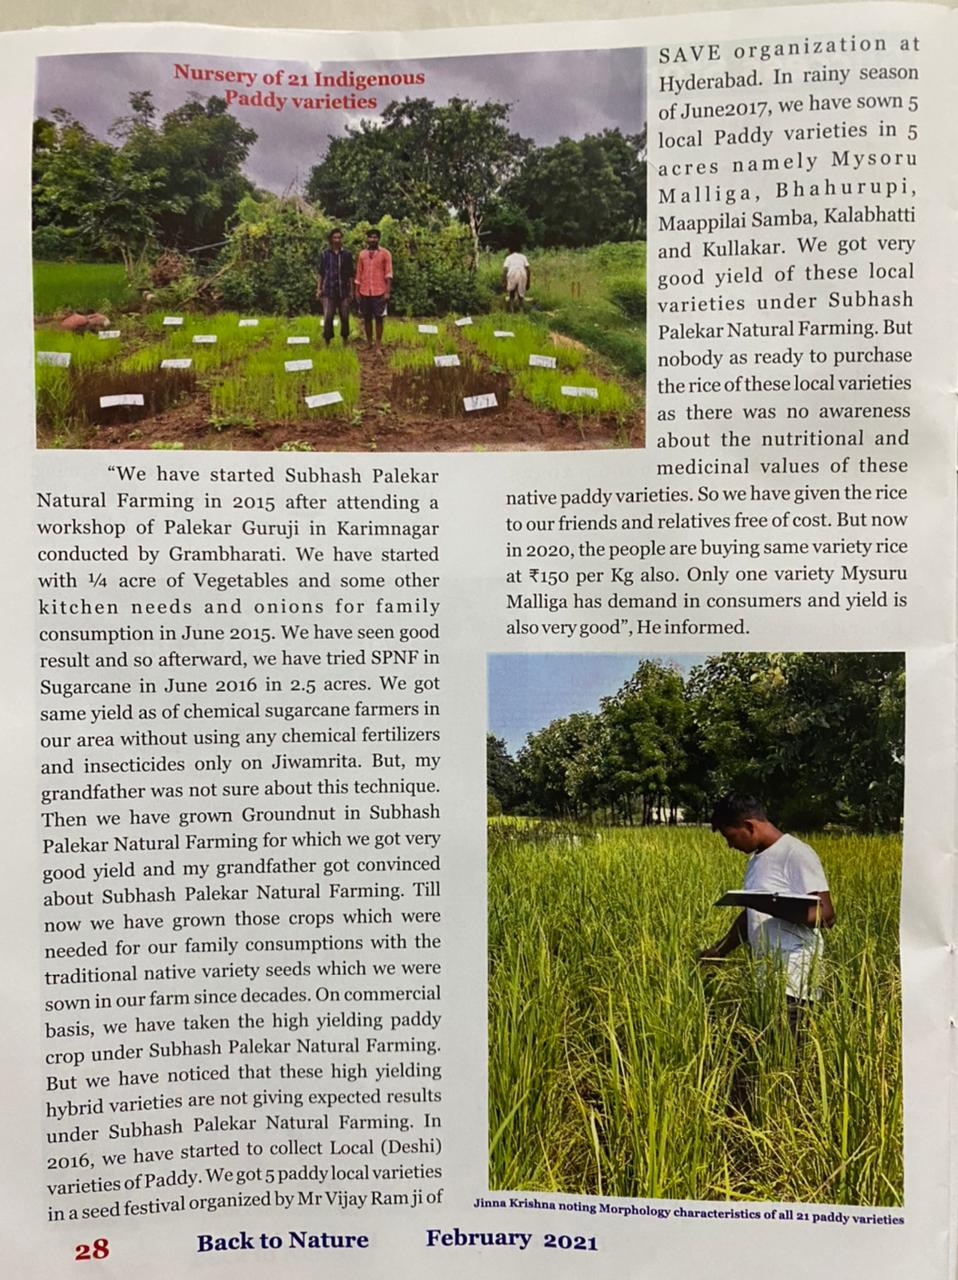 Nursery of 21 Indigenous
Paddy varieties
“We have started Subhash Palekar
Natural Farming in 2015 after attending a
workshop of Palekar Guruji in Karimnagar
conducted by Grambharati. We have started
with ¼ acre of Vegetables and some other
kitchen needs and onions for family
consumption in June 2015. We have seen good
result and so afterward, we have tried SPNF in
Sugarcane in June 2016 in 2.5 acres. We got
same yield as of chemical sugarcane farmers in
our area without using any chemical fertilizers
and insecticides only on Jiwamrita. But, my
grandfather was not sure about this technique.
Then we have grown Groundnut in Subhash
Palekar Natural Farming for which we got very
good yield and my grandfather got convinced
about Subhash Palekar Natural Farming. Till
now we have grown those crops which were
needed for our family consumptions with the
traditional native variety seeds which we were
sown in our farm since decades. On commercial
basis, we have taken the high yielding paddy
crop under Subhash Palekar Natural Farming.
But we have noticed that these high yielding
hybrid varieties are not giving expected results
under Subhash Palekar Natural Farming. In
2016, we have started to collect Local (Deshi)
varieties of Paddy. We got 5 paddy local varieties
in a seed festival organized by Mr Vijay Ram ji of
SAVE organization at
Hyderabad. In rainy season
of June2017, we have sown 5
local Paddy varieties in 5
acres namely Mysoru
Malliga, Bhahurupi,
Maappilai Samba, Kalabhatti
and Kullakar. We got very
good yield of these local
varieties under Subhash
Palekar Natural Farming. But
nobody as ready to purchase
the rice of these local varieties
as there was no awareness
about the nutritional and
medicinal values of these
native paddy varieties. So we have given the rice
to our friends and relatives free of cost. But now
in 2020, the people are buying same variety rice
at ₹150 per Kg also. Only one variety Mysuru
Malliga has demand in consumers and yield is
also very good”, He informed.
Jinna Krishna noting Morphology characteristics of all 21 paddy varieties
28 Back to Nature February 2021